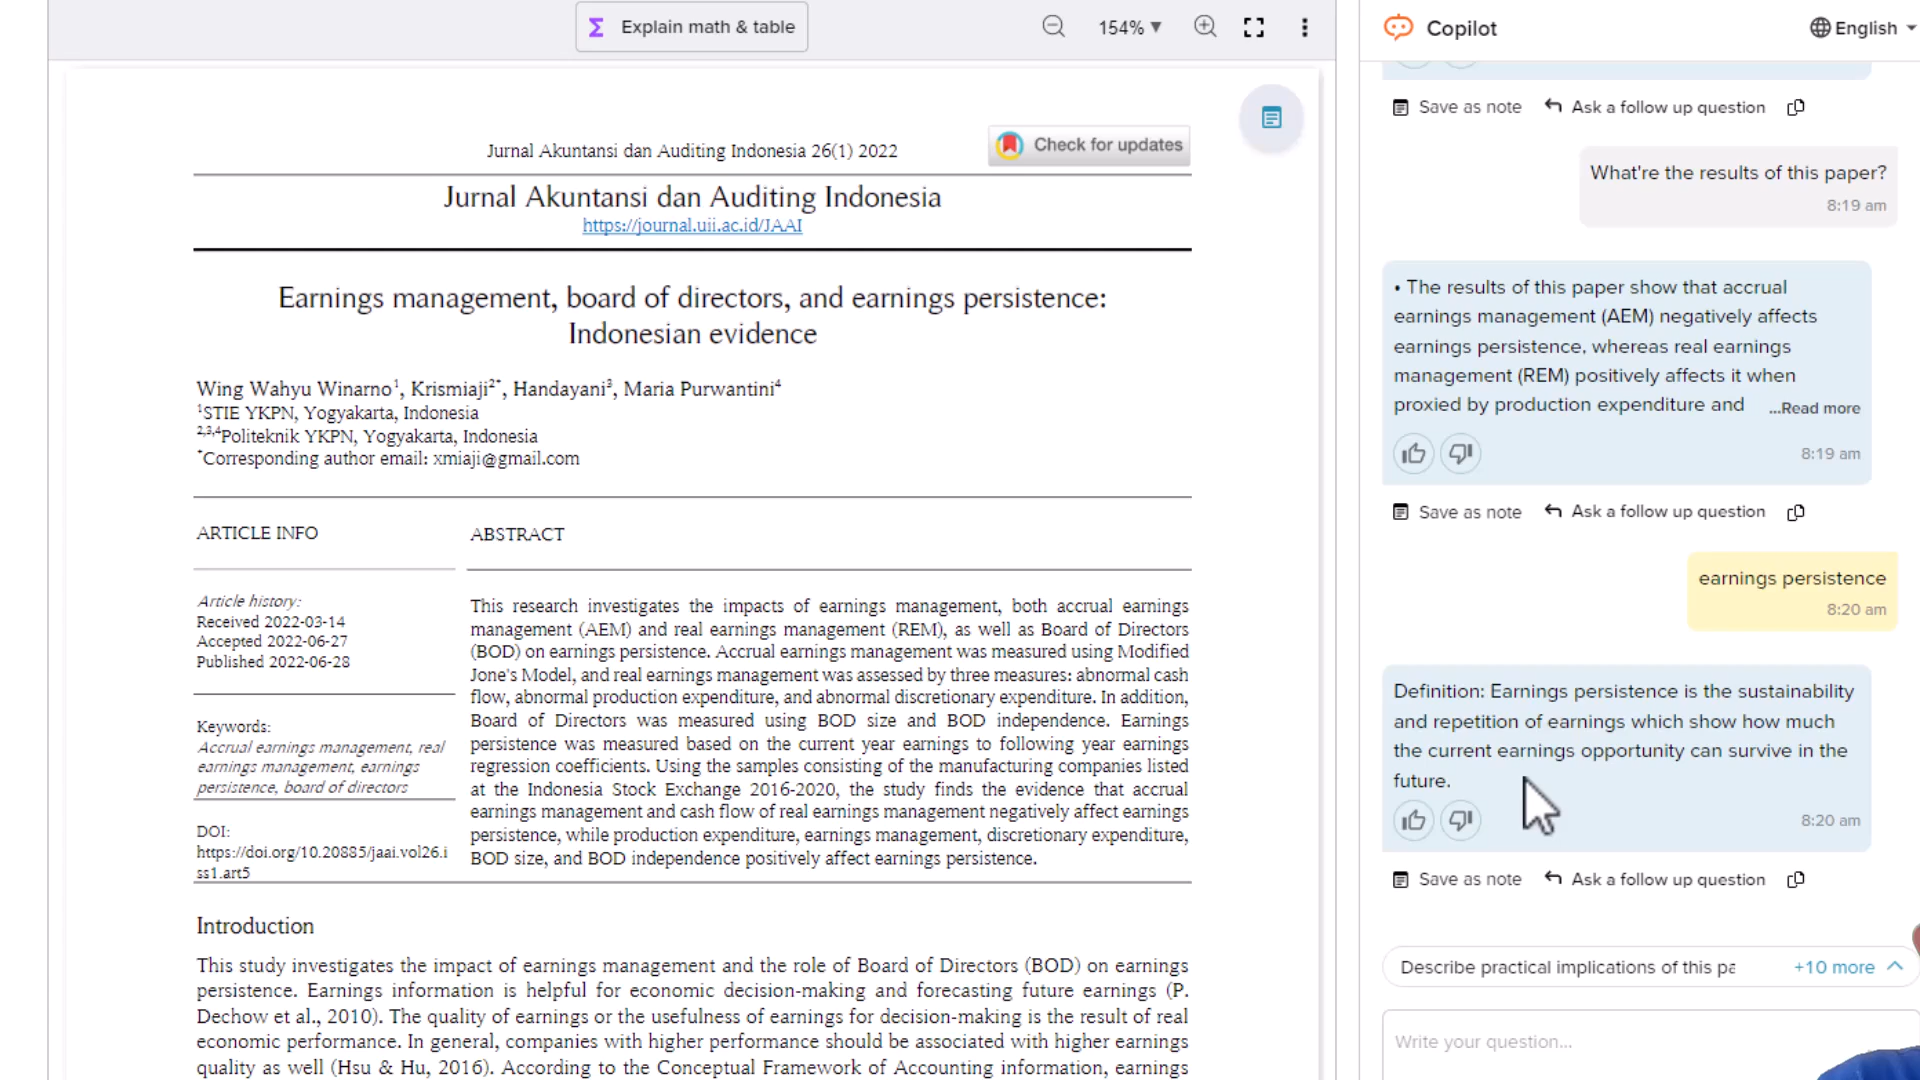 Explain math & table
154%
Jurnal Akuntansi dan Auditing Indonesia 26(1) 2022
Check for updates
Jurnal Akuntansi dan Auditing Indonesia
https://journal.uii.ac.id/JAAI
Earnings management, board of directors, and earnings persistence:
Indonesian evidence
Wing Wahyu Winarno1, Krismiaji2*, Handayani3, Maria Purwantini4
1STIE YKPN, Yogyakarta, Indonesia
2,3,4Politeknik YKPN, Yogyakarta, Indonesia
*Corresponding author email: xmiaji@gmail.com
ARTICLE INFO
Article history:
Received 2022-03-14
Accepted 2022-06-27
Published 2022-06-28
Keywords:
Accrual earnings management, real
earnings management, earnings
persistence, board of directors
DOI:
https://doi.org/10.20885/jaai.vol26.i
ss1.art5
ABSTRACT
This research investigates the impacts of earnings management, both accrual earnings
management (AEM) and real earnings management (REM), as well as Board of Directors
(BOD) on earnings persistence. Accrual earnings management was measured using Modified
Jone's Model, and real earnings management was assessed by three measures: abnormal cash
flow, abnormal production expenditure, and abnormal discretionary expenditure. In addition,
Board of Directors was measured using BOD size and BOD independence. Earnings
persistence was measured based on the current year earnings to following year earnings
regression coefficients. Using the samples consisting of the manufacturing companies listed
at the Indonesia Stock Exchange 2016-2020, the study finds the evidence that accrual
earnings management and cash flow of real earnings management negatively affect earnings
persistence, while production expenditure, earnings management, discretionary expenditure,
BOD size, and BOD independence positively affect earnings persistence.
Introduction
This study investigates the impact of earnings management and the role of Board of Directors (BOD) on earnings
persistence. Earnings information is helpful for economic decision-making and forecasting future earnings (P.
Dechow et al., 2010). The quality of earnings or the usefulness of earnings for decision-making is the result of real
economic performance. In general, companies with higher performance should be associated with higher earnings
quality as well (Hsu & Hu, 2016). According to the Conceptual Framework of Accounting information, earnings
Copilot
English
Save as note
Ask a follow up question
What're the results of this paper?
8:19 am
• The results of this paper show that accrual
earnings management (AEM) negatively affects
earnings persistence, whereas real earnings
management (REM) positively affects it when
proxied by production expenditure and ...Read more
8:19 am
Save as note
Ask a follow up question
earnings persistence
8:20 am
Definition: Earnings persistence is the sustainability
and repetition of earnings which show how much
the current earnings opportunity can survive in the
future.
8:20 am
Save as note
Ask a follow up question
Describe practical implications of this pa
+10 more
Write your question...